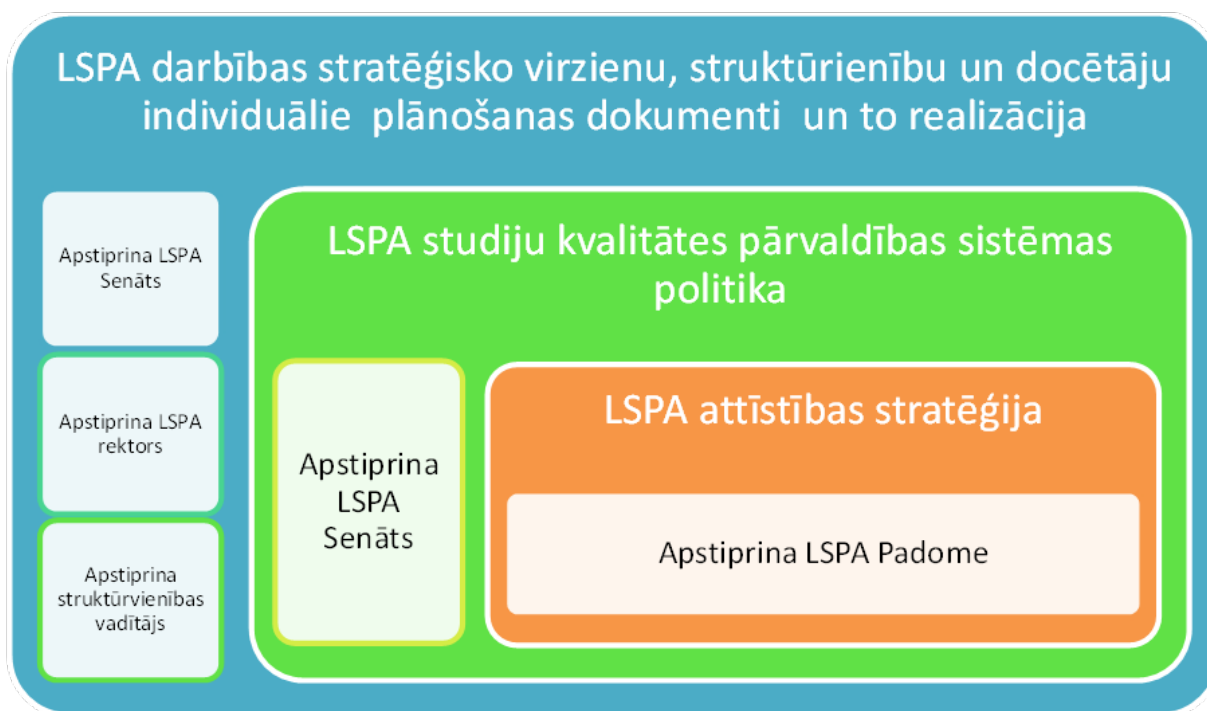 LSPA darbības stratēģisko virzienu, struktūrienību un docētāju
individuālie plānošanas dokumenti un to realizācija
Apstiprina LSPA
Senāts
Apstiprina LSPA
rektors
Apstiprina
struktūrvienības
vadītājs
LSPA studiju kvalitātes pārvaldības sistēmas
politika
Apstiprina
LSPA
Senāts
LSPA attīstības stratēģija
Apstiprina LSPA Padome